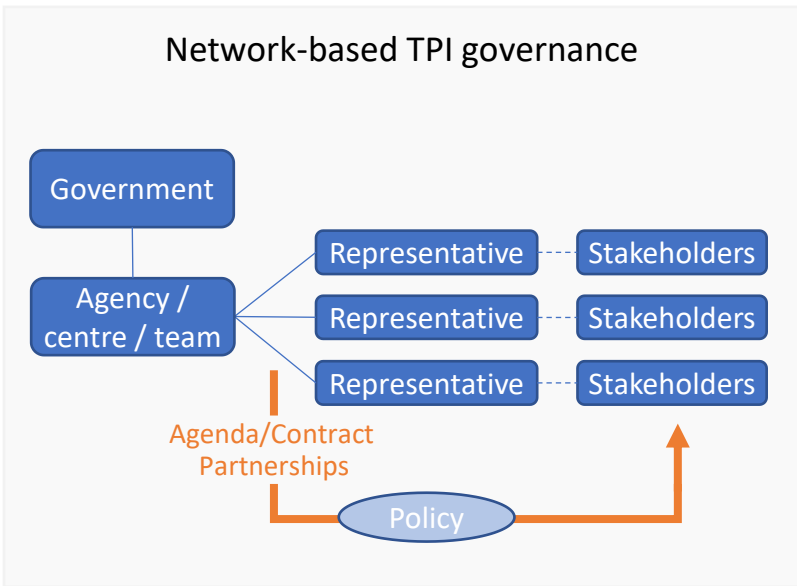 Network-based TPI governance
Government
Agency /
centre / team
Representative
Stakeholders
Representative
Stakeholders
Representative
Stakeholders
Agenda/Contract
Partnerships
Policy